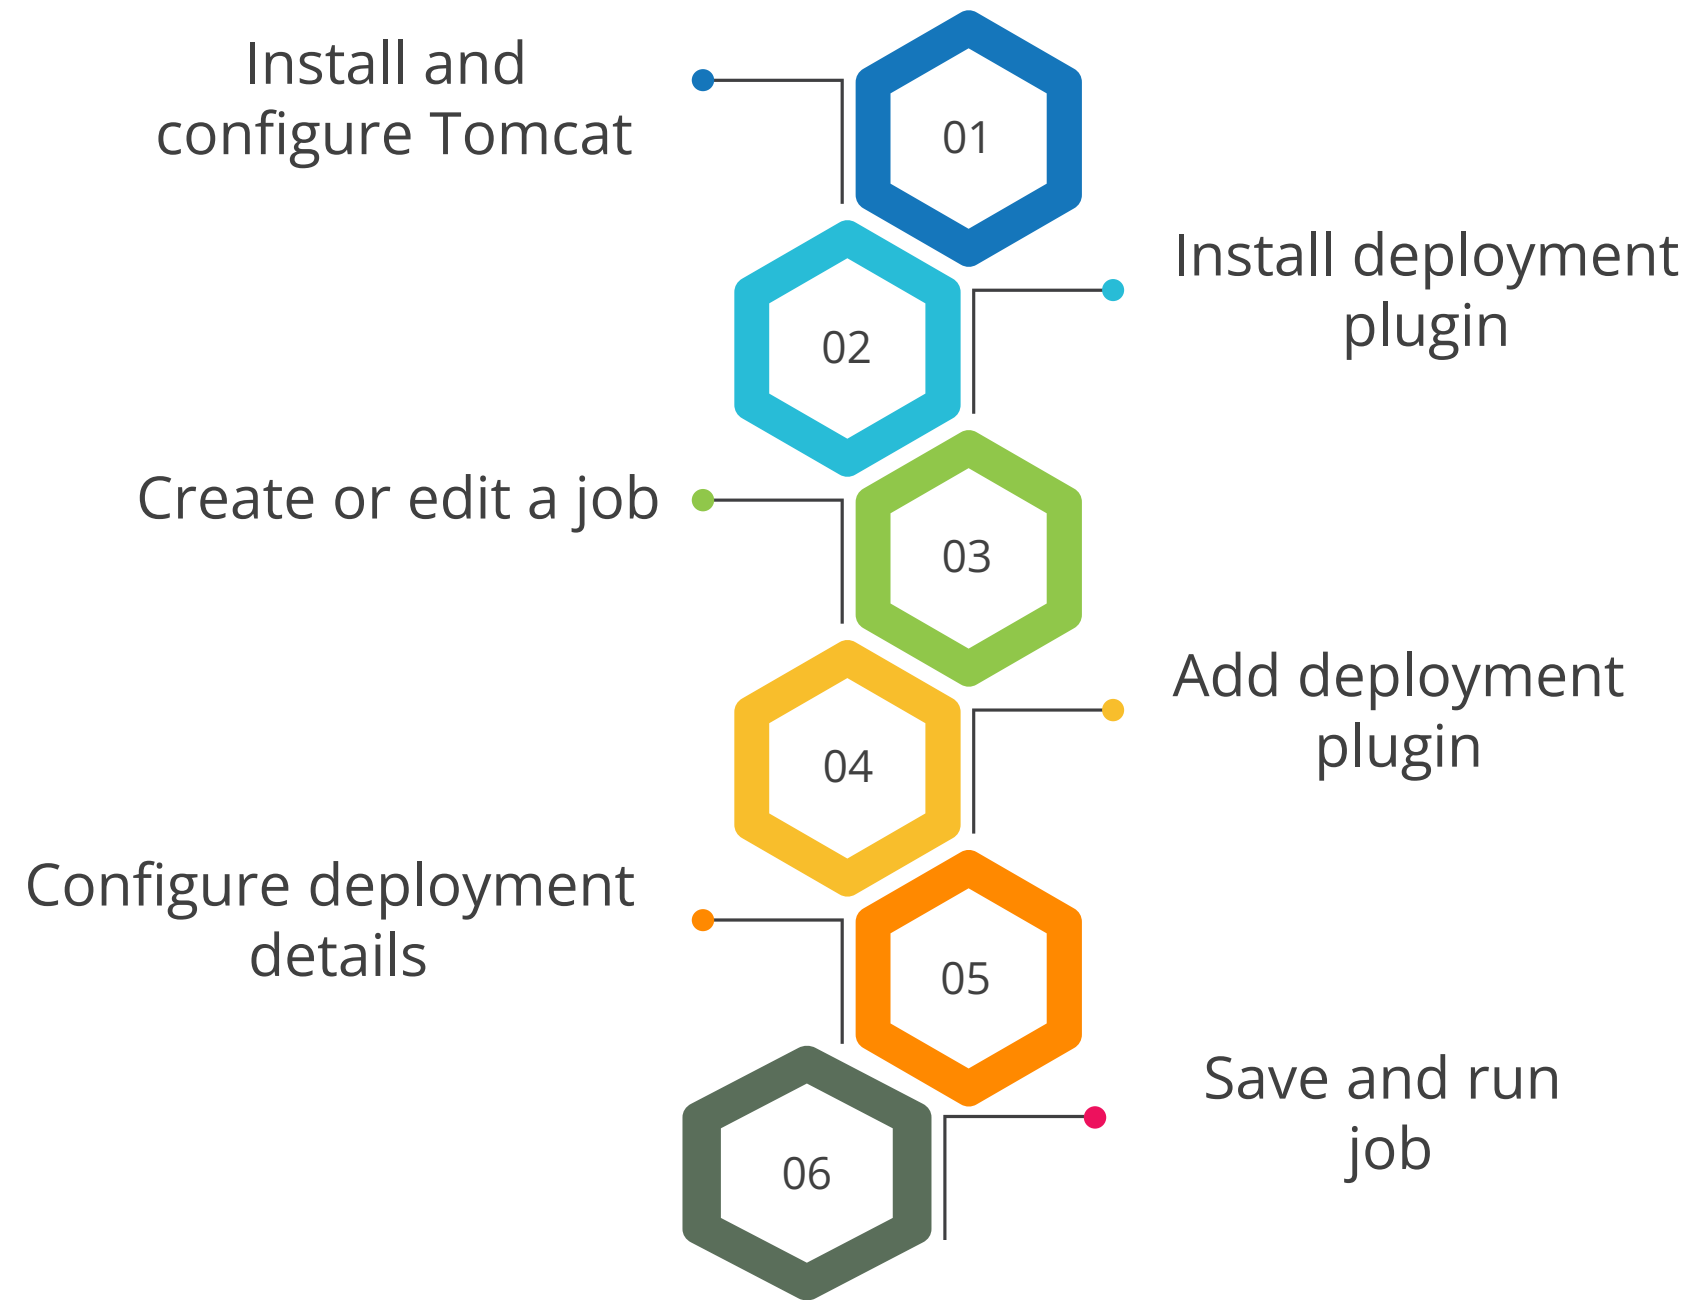 Install and
configure Tomcat
01
Install deployment
plugin
02
Create or edit a job
03
Add deployment
plugin
04
Configure deployment
details
05
Save and run
job
06